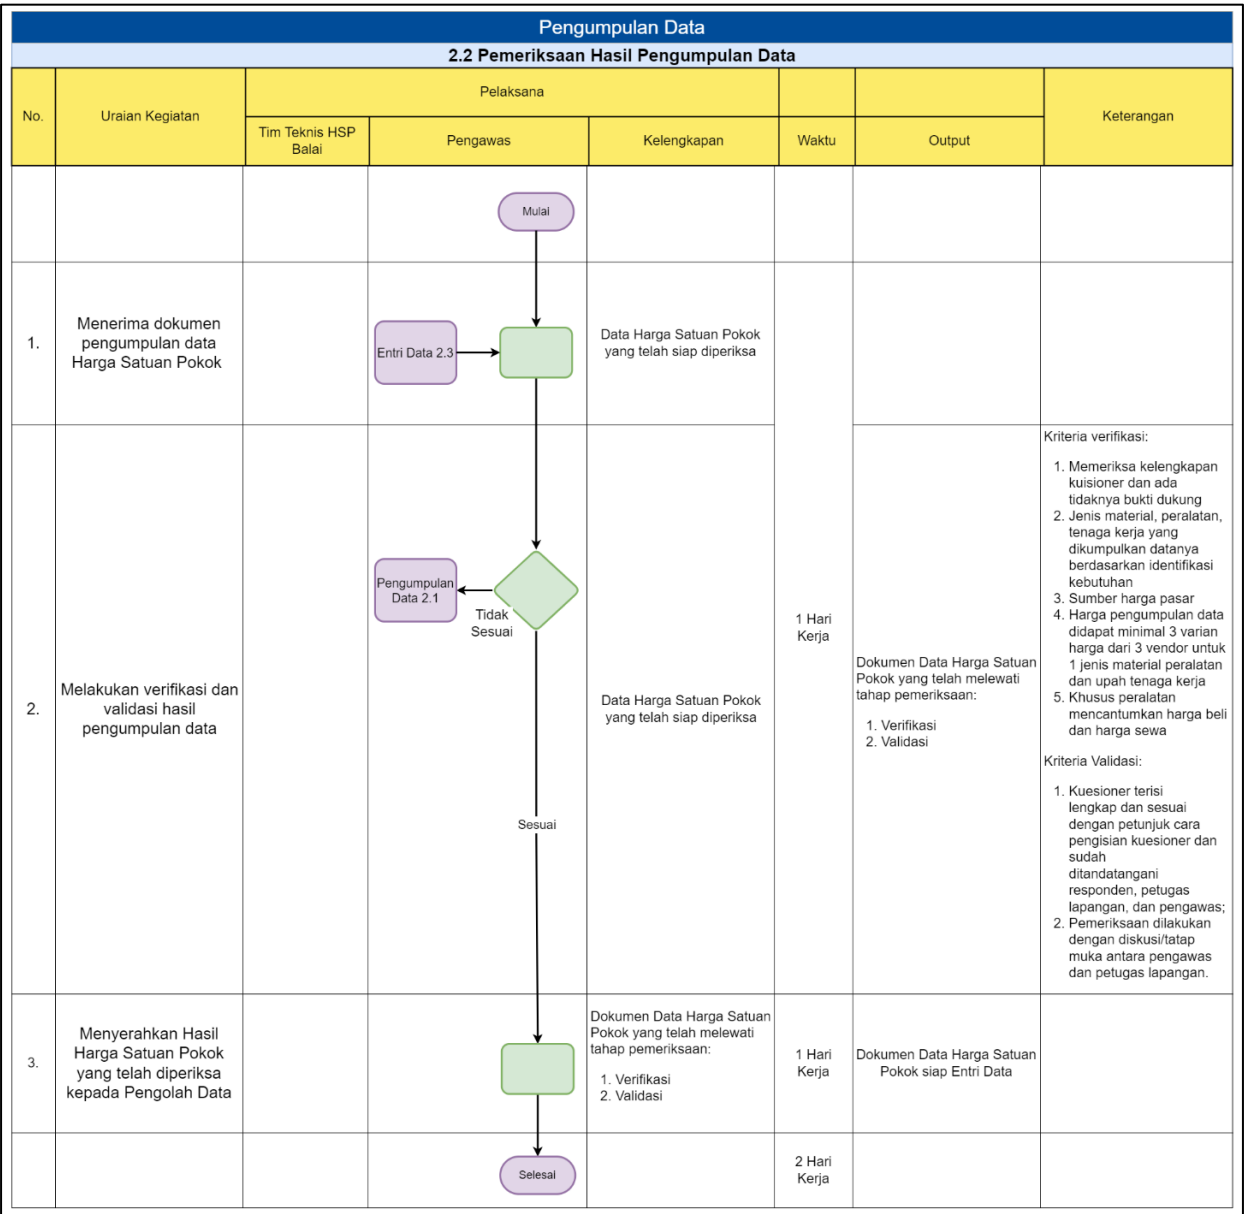 Pengumpulan Data
2.2 Pemeriksaan Hasil Pengumpulan Data
No.
Uraian Kegiatan
Pelaksana
Keterangan
Tim Teknis HSP
Balai
Pengawas
Kelengkapan
Waktu
Output
Mulai
1.
Menerima dokumen
pengumpulan data
Harga Satuan Pokok
Entri Data 2.3
Data Harga Satuan Pokok
yang telah siap diperiksa
2.
Melakukan verifikasi dan
validasi hasil
pengumpulan data
Pengumpulan
Data 2.1
Tidak
Sesuai
Sesuai
Data Harga Satuan Pokok
yang telah siap diperiksa
1 Hari
Kerja
Dokumen Data Harga Satuan
Pokok yang telah melewati
tahap pemeriksaan:
1. Verifikasi
2. Validasi
Kriteria verifikasi:
1. Memeriksa kelengkapan
kuisioner dan ada
tidaknya bukti dukung
2. Jenis material, peralatan,
tenaga kerja yang
dikumpulkan datanya
berdasarkan identifikasi
kebutuhan
3. Sumber harga pasar
4. Harga pengumpulan data
didapat minimal 3 varian
harga dari 3 vendor untuk
1 jenis material peralatan
dan upah tenaga kerja
5. Khusus peralatan
mencantumkan harga beli
dan harga sewa
Kriteria Validasi:
1. Kuesioner terisi
lengkap dan sesuai
dengan petunjuk cara
pengisian kuesioner dan
sudah
ditandatangani
responden, petugas
lapangan, dan pengawas;
2. Pemeriksaan dilakukan
dengan diskusi/tatap
muka antara pengawas
dan petugas lapangan.
3.
Menyerahkan Hasil
Harga Satuan Pokok
yang telah diperiksa
kepada Pengolah Data
Dokumen Data Harga Satuan
Pokok yang telah melewati
tahap pemeriksaan:
1. Verifikasi
2. Validasi
1 Hari
Kerja
Dokumen Data Harga Satuan
Pokok siap Entri Data
Selesai
2 Hari
Kerja